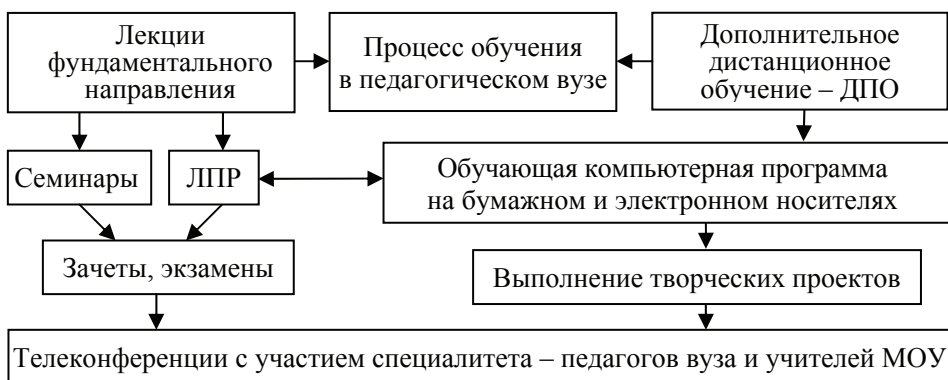 Лекции
фундаментального
направления
Процесс обучения
в педагогическом вузе
Дополнительное
дистанционное
обучение – ДПО
Семинары
ЛПР
Обучающая компьютерная программа
на бумажном и электронном носителях
Зачеты, экзамены
Выполнение творческих проектов
Телеконференции с участием специалитета – педагогов вуза и учителей МОУ